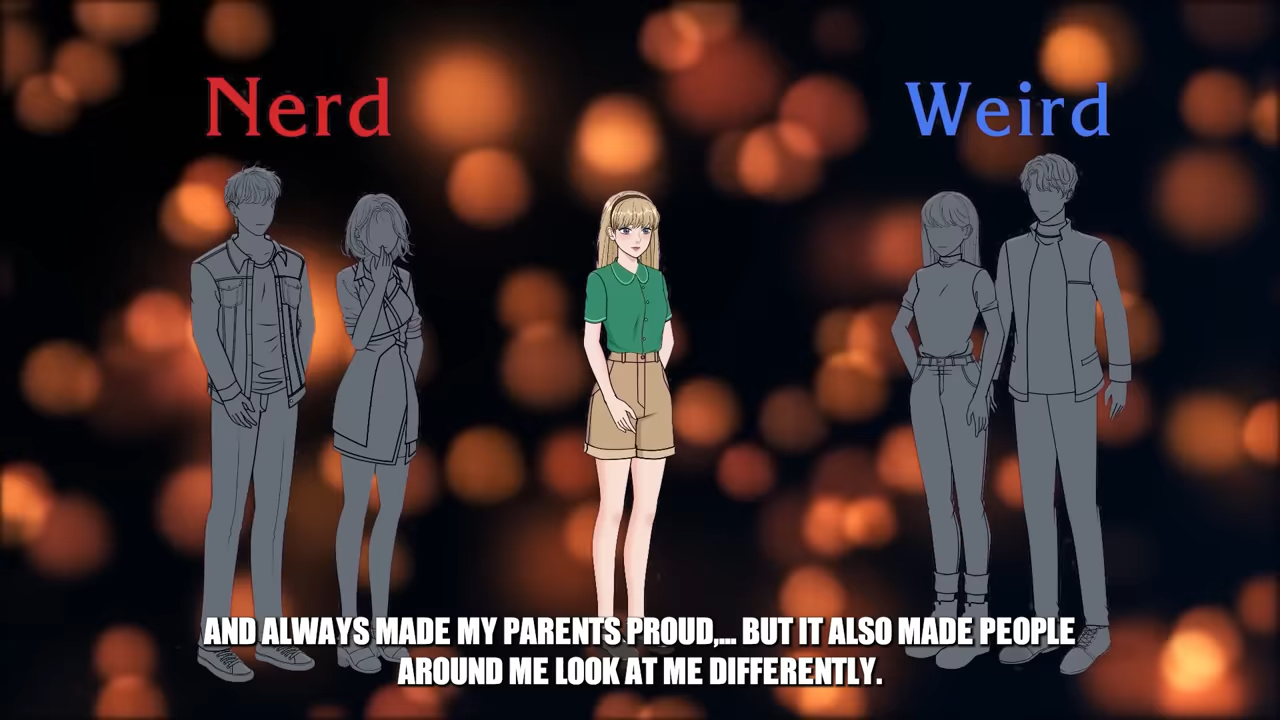 Nerd
Weird
AND ALWAYS MADE MY PARENTS PROUD,... BUT IT ALSO MADE PEOPLE
AROUND ME LOOK AT ME DIFFERENTLY.